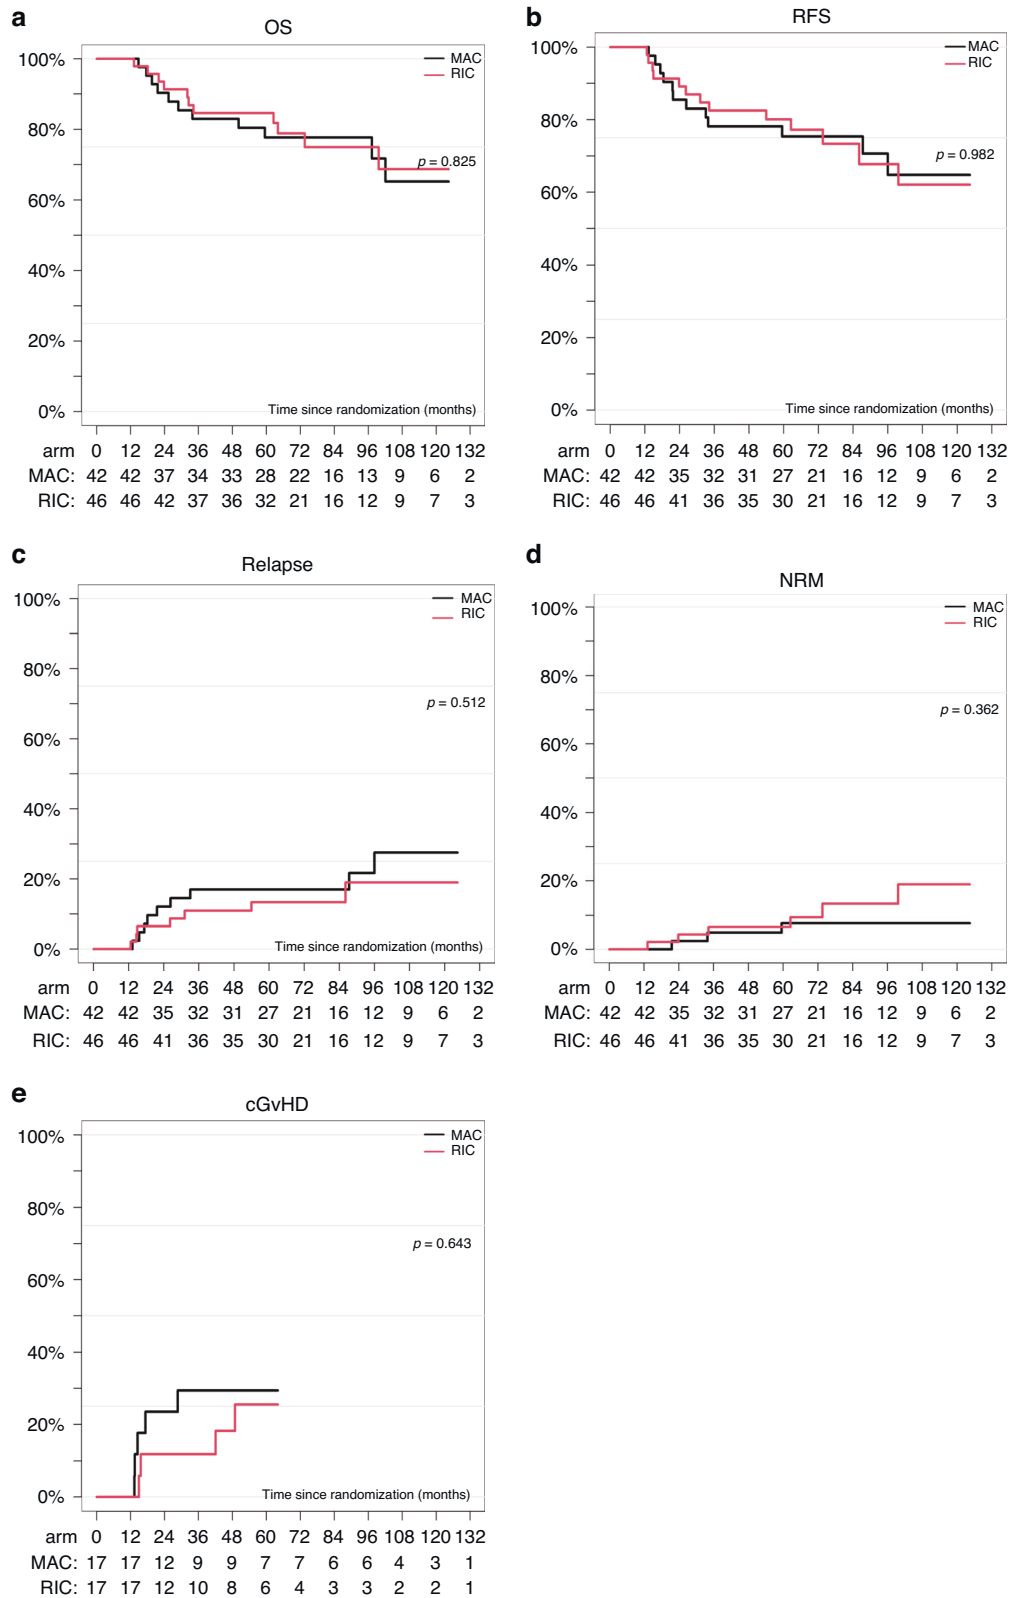 a
OS
100%
80%
60%
40%
20%
0%
MAC
RIC
p = 0.825
Time since randomization (months)
arm 0 12 24 36 48 60 72 84 96 108 120 132
MAC: 42 42 37 34 33 28 22 16 13 9 6 2
RIC: 46 46 42 37 36 32 21 16 12 9 7 3
b
RFS
100%
80%
60%
40%
20%
0%
MAC
RIC
p = 0.982
Time since randomization (months)
arm 0 12 24 36 48 60 72 84 96 108 120 132
MAC: 42 42 35 32 31 27 21 16 12 9 6 2
RIC: 46 46 41 36 35 30 21 16 12 9 7 3
c
Relapse
100%
80%
60%
40%
20%
0%
MAC
RIC
p = 0.512
Time since randomization (months)
arm 0 12 24 36 48 60 72 84 96 108 120 132
MAC: 42 42 35 32 31 27 21 16 12 9 6 2
RIC: 46 46 41 36 35 30 21 16 12 9 7 3
d
NRM
100%
80%
60%
40%
20%
0%
MAC
RIC
p = 0.362
arm 0 12 24 36 48 60 72 84 96 108 120 132
MAC: 42 42 35 32 31 27 21 16 12 9 6 2
RIC: 46 46 41 36 35 30 21 16 12 9 7 3
e
cGvHD
100%
80%
60%
40%
20%
0%
MAC
RIC
p = 0.643
Time since randomization (months)
arm 0 12 24 36 48 60 72 84 96 108 120 132
MAC: 17 17 12 9 9 7 7 6 6 4 3 1
RIC: 17 17 12 10 8 6 4 3 3 2 2 1